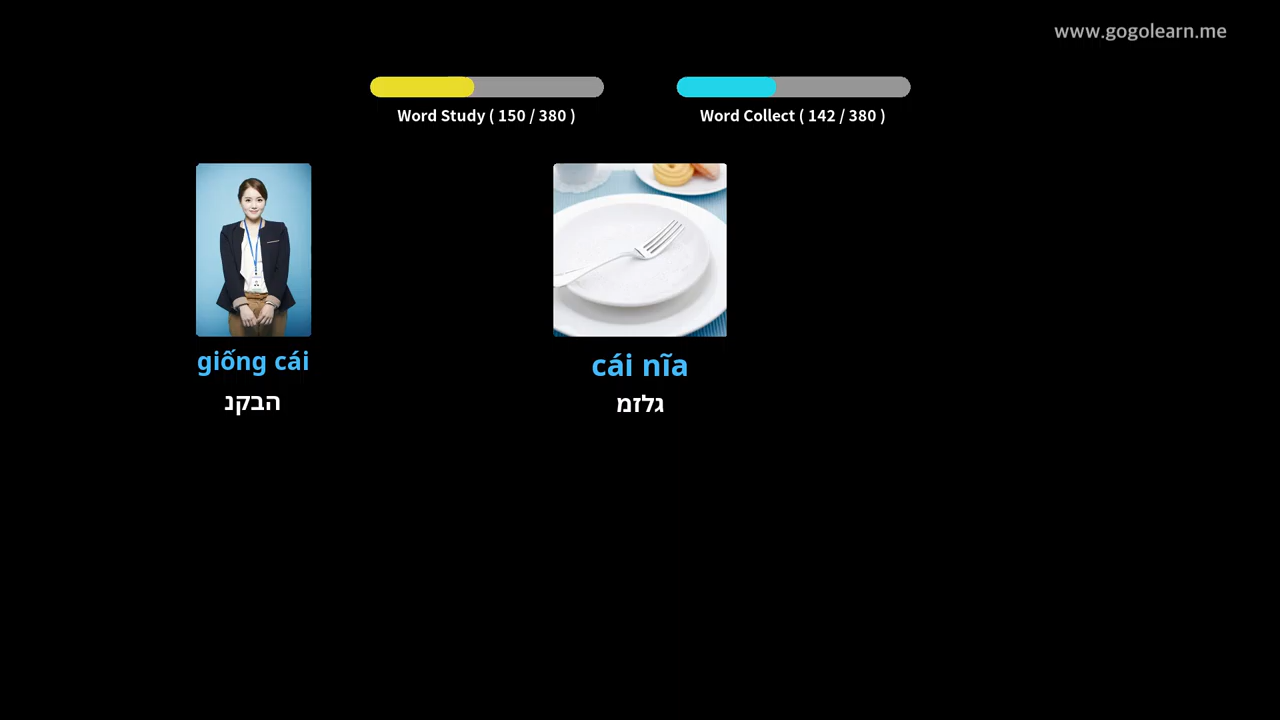 www.gogolearn.me
Word Study ( 150 / 380 )
Word Collect ( 142 / 380 )
giống cái
הבקנ
cái nĩa
גלזמ